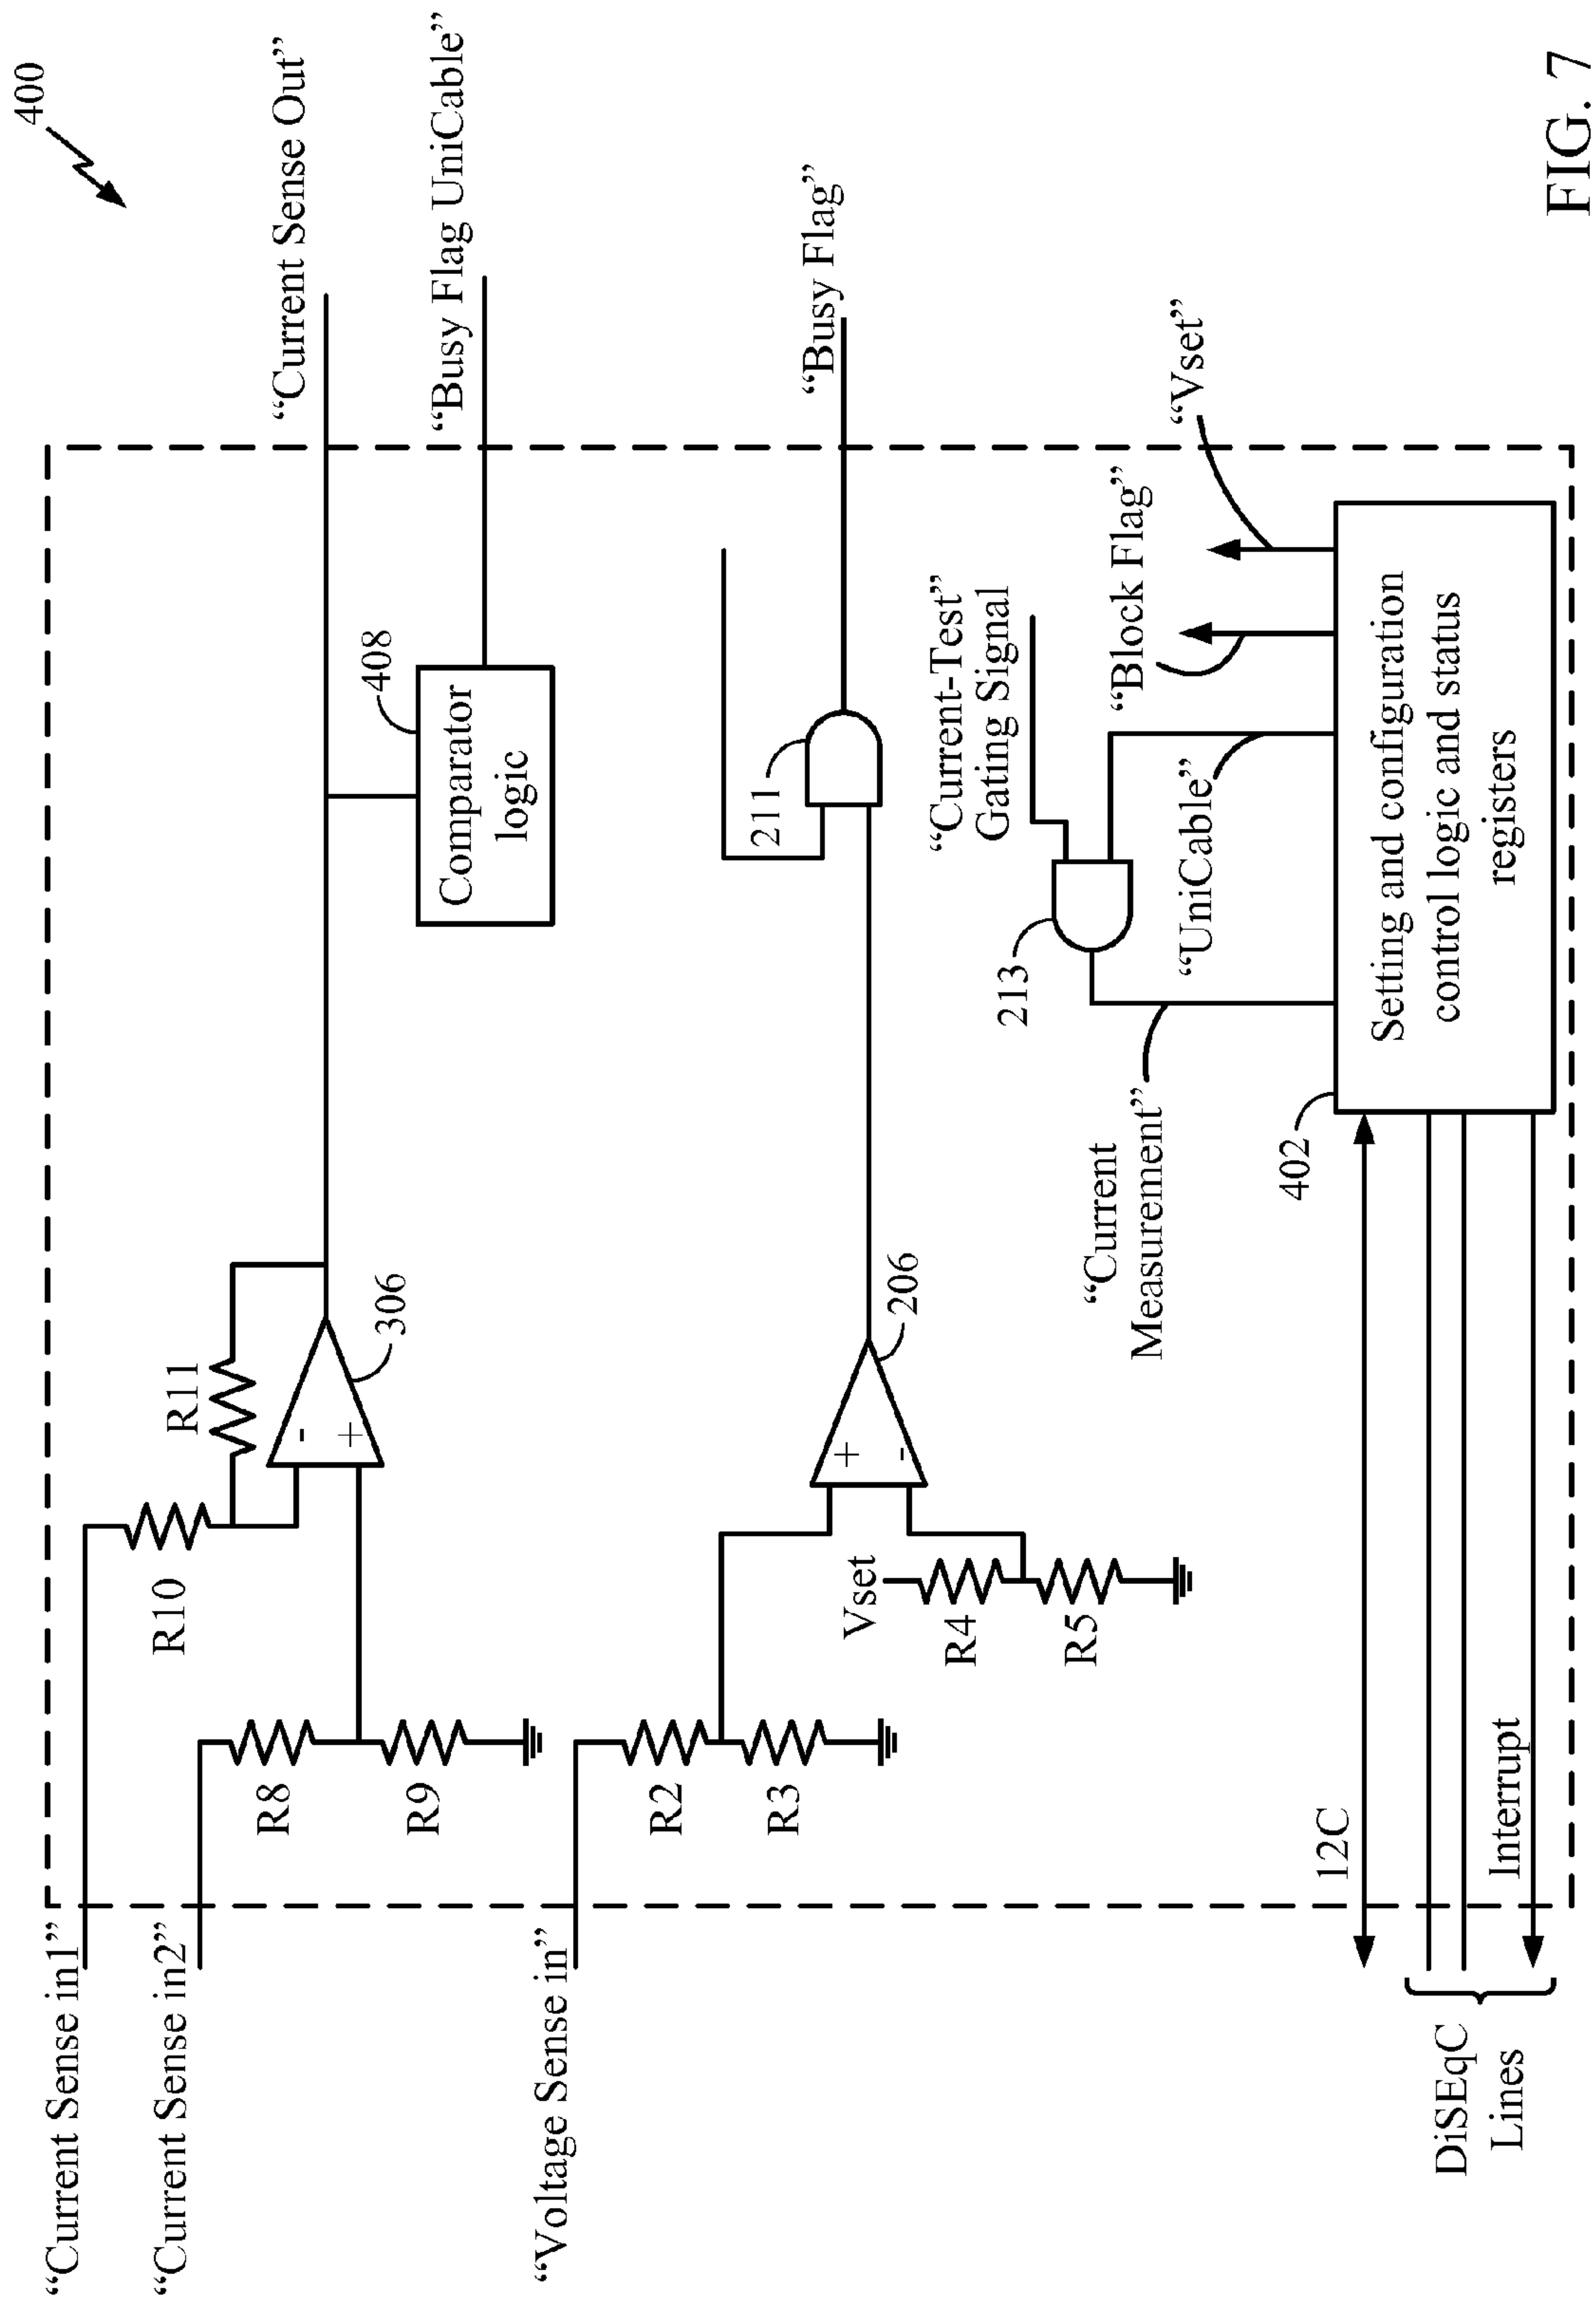 400
“Current Sense in1”
R10
R11
“Current Sense Out”
“Current Sense in2”
R8
R9
306
-
+
408
Comparator
logic
“Busy Flag UniCable”
“Voltage Sense in”
R2
R3
Vset
R4
R5
+
-
206
211
“Busy Flag”
“Current-Test”
Gating Signal
213
“Current
Measurement”
“UniCable”
“Block Flag”
“Vset”
402
Setting and configuration
control logic and status
registers
12C
Interrupt
DiSEqC
Lines
FIG. 7